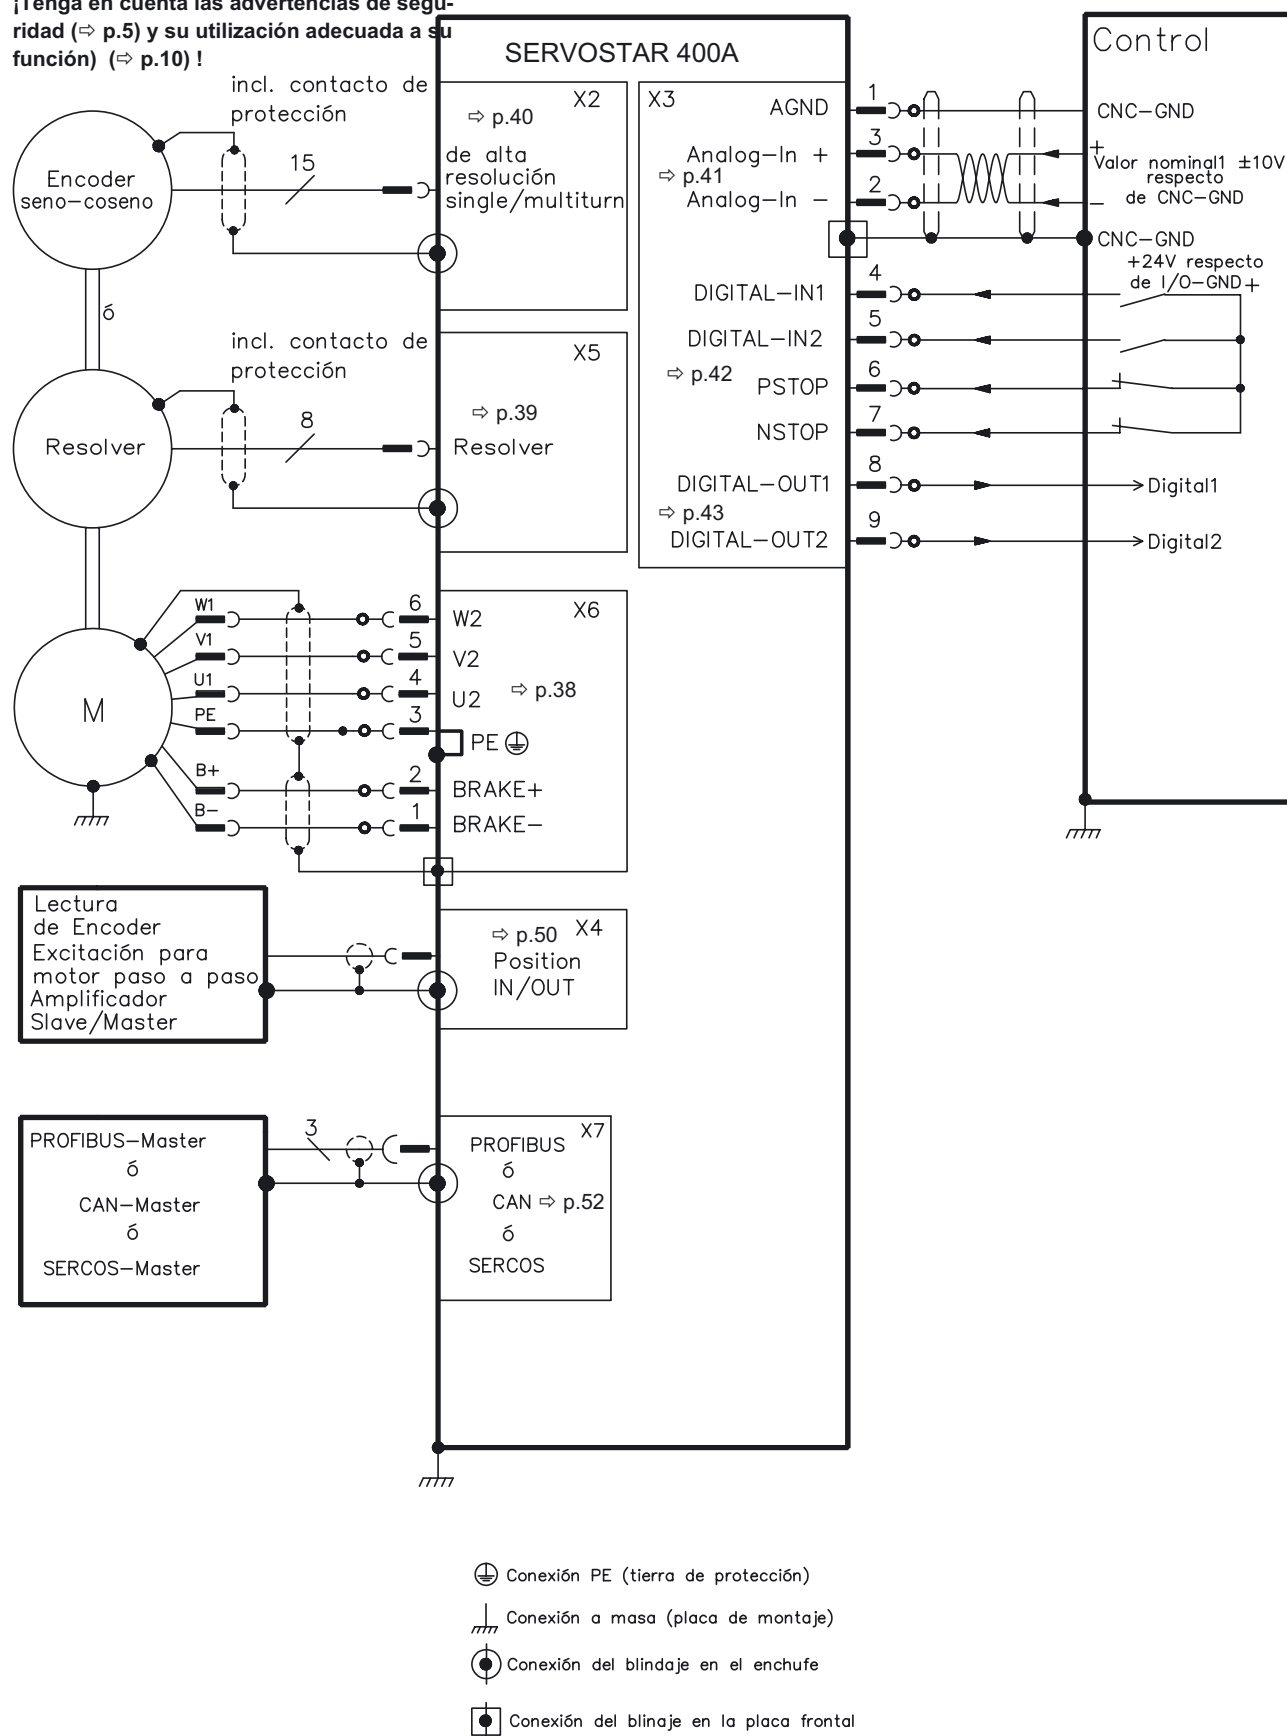 ¡Tenga en cuenta las advertencias de segu-
ridad (⇨ p.5) y su utilización adecuada a su
función) (⇨ p.10) !
SERVOSTAR 400A
Control
incl. contacto de
protección
Encoder
seno-coseno
15
X2
⇨ p.40
de alta
resolución
single/multiturn
ó
incl. contacto de
protección
Resolver
8
X5
⇨ p.39
Resolver
X3
AGND
1
CNC-GND
Analog-In +
3
+
⇨ p.41
Valor nominal1 ±10V
respecto
de CNC-GND
Analog-In -
2
-
CNC-GND
+24V respecto
de I/O-GND +
DIGITAL-IN1
4
DIGITAL-IN2
5
⇨ p.42
PSTOP
6
NSTOP
7
DIGITAL-OUT1
8
Digital1
⇨ p.43
DIGITAL-OUT2
9
Digital2
M
X6
W1
6
W2
V1
5
V2
U1
4
U2
⇨ p.38
PE
3
PE
B+
2
BRAKE+
B-
1
BRAKE-
Lectura
de Encoder
Excitación para
motor paso a paso
Amplificador
Slave/Master
⇨ p.50
X4
Position
IN/OUT
PROFIBUS-Master
ó
CAN-Master
ó
SERCOS-Master
3
X7
PROFIBUS
ó
CAN ⇨ p.52
ó
SERCOS
Conexión PE (tierra de protección)
Conexión a masa (placa de montaje)
Conexión del blindaje en el enchufe
Conexión del blinaje en la placa frontal